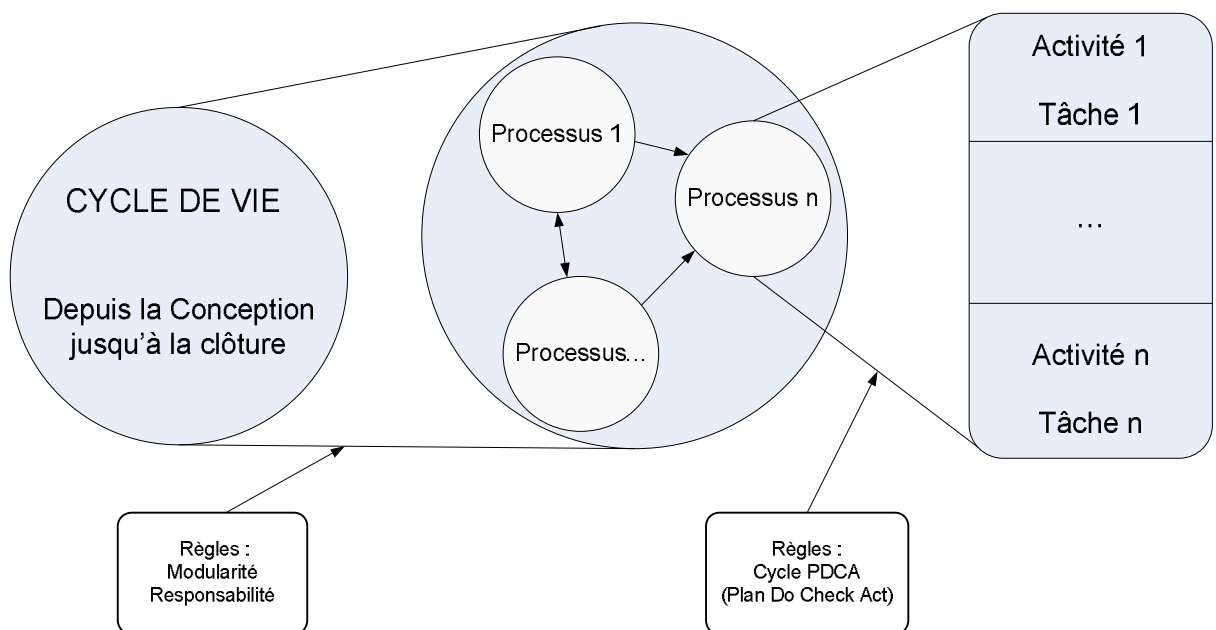 CYCLE DE VIE
Depuis la Conception
jusqu'à la clôture
Processus 1
Processus n
Processus...
Activité 1
Tâche 1
...
Activité n
Tâche n
Règles :
Modularité
Responsabilité
Règles :
Cycle PDCA
(Plan Do Check Act)